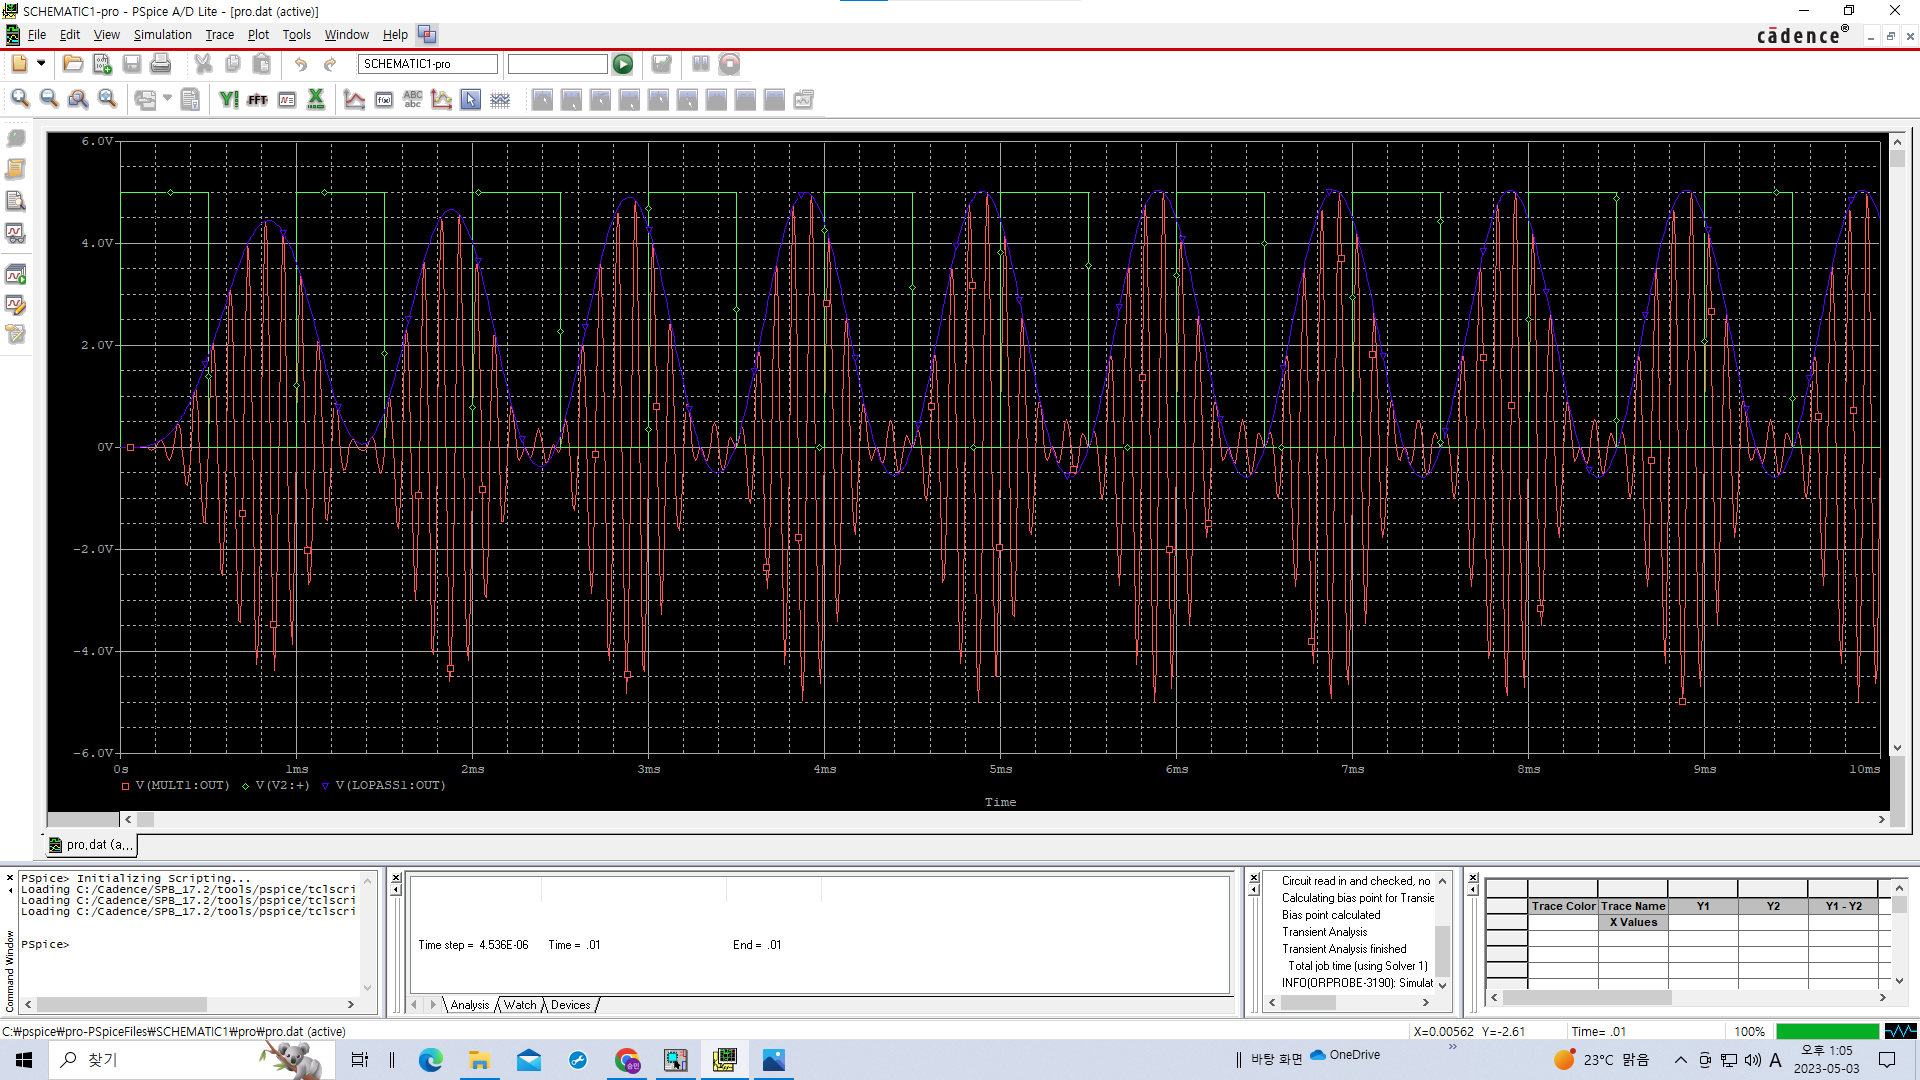 SCHEMATIC1-pro - PSpice A/D Lite - [pro.dat (active)]
File Edit View Simulation Trace Plot Tools Window Help
cādence®
SCHEMATIC1-pro
FFT
ABC
abc
6.0V
4.0V
2.0V
0V
-2.0V
-4.0V
-6.0V
0s 1ms 2ms 3ms 4ms 5ms 6ms 7ms 8ms 9ms 10ms
V(MULT1:OUT) V(V2:+) V(LOPASS1:OUT)
Time
pro.dat (a...
PSpice> Initializing Scripting...
Loading C:/Cadence/SPB_17.2/tools/pspice/tclscri
Loading C:/Cadence/SPB_17.2/tools/pspice/tclscri
Loading C:/Cadence/SPB_17.2/tools/pspice/tclscri
PSpice>
Command Window
Time step = 4.536E-06 Time = .01 End = .01
Analysis Watch Devices
Circuit read in and checked, no
Calculating bias point for Transie
Bias point calculated
Transient Analysis
Transient Analysis finished
Total job time (using Solver 1)
INFO(ORPROBE-3190): Simulat
Trace Color Trace Name Y1 Y2 Y1 - Y2
X Values
C:₩pspice₩pro-PSpiceFiles₩SCHEMATIC1₩pro₩pro.dat (active)
X=0.00562 Y=-2.61 Time= .01 100%
찾기
바탕 화면
OneDrive
23°C 맑음
A
오후 1:05
2023-05-03